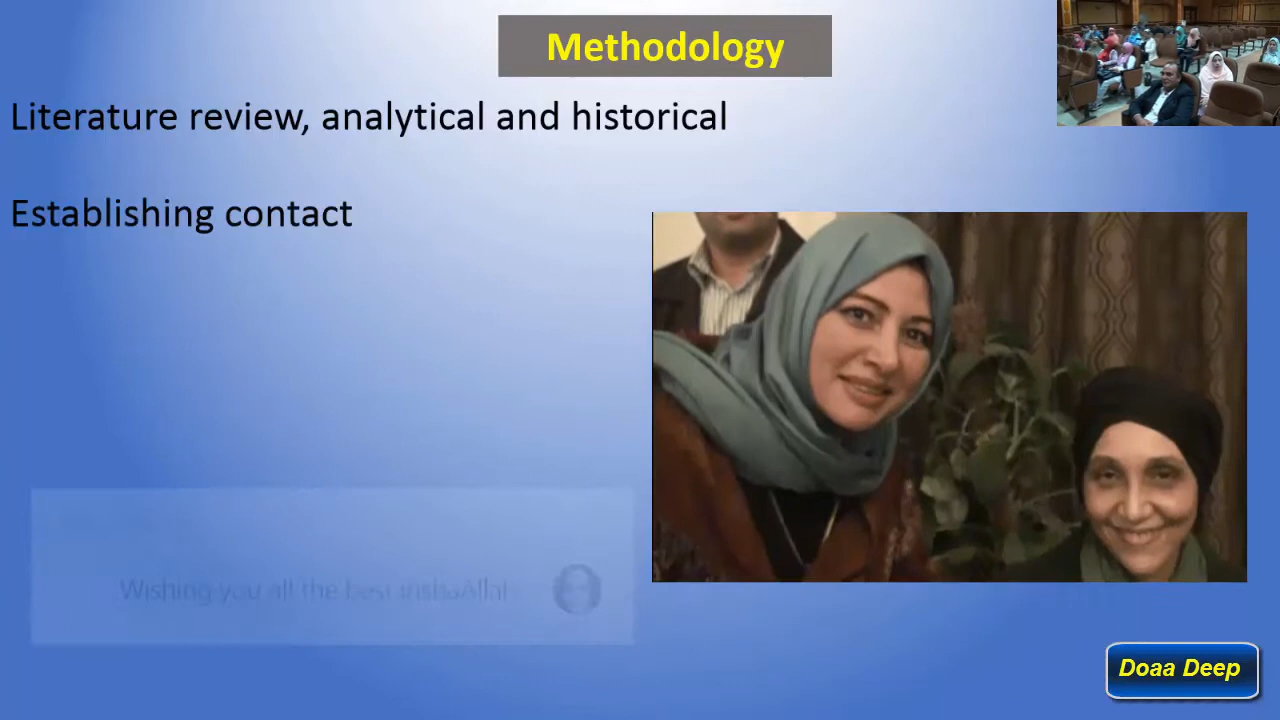 Methodology
Literature review, analytical and historical
Establishing contact
Wishing you all the best inshaAllah
Doaa Deep